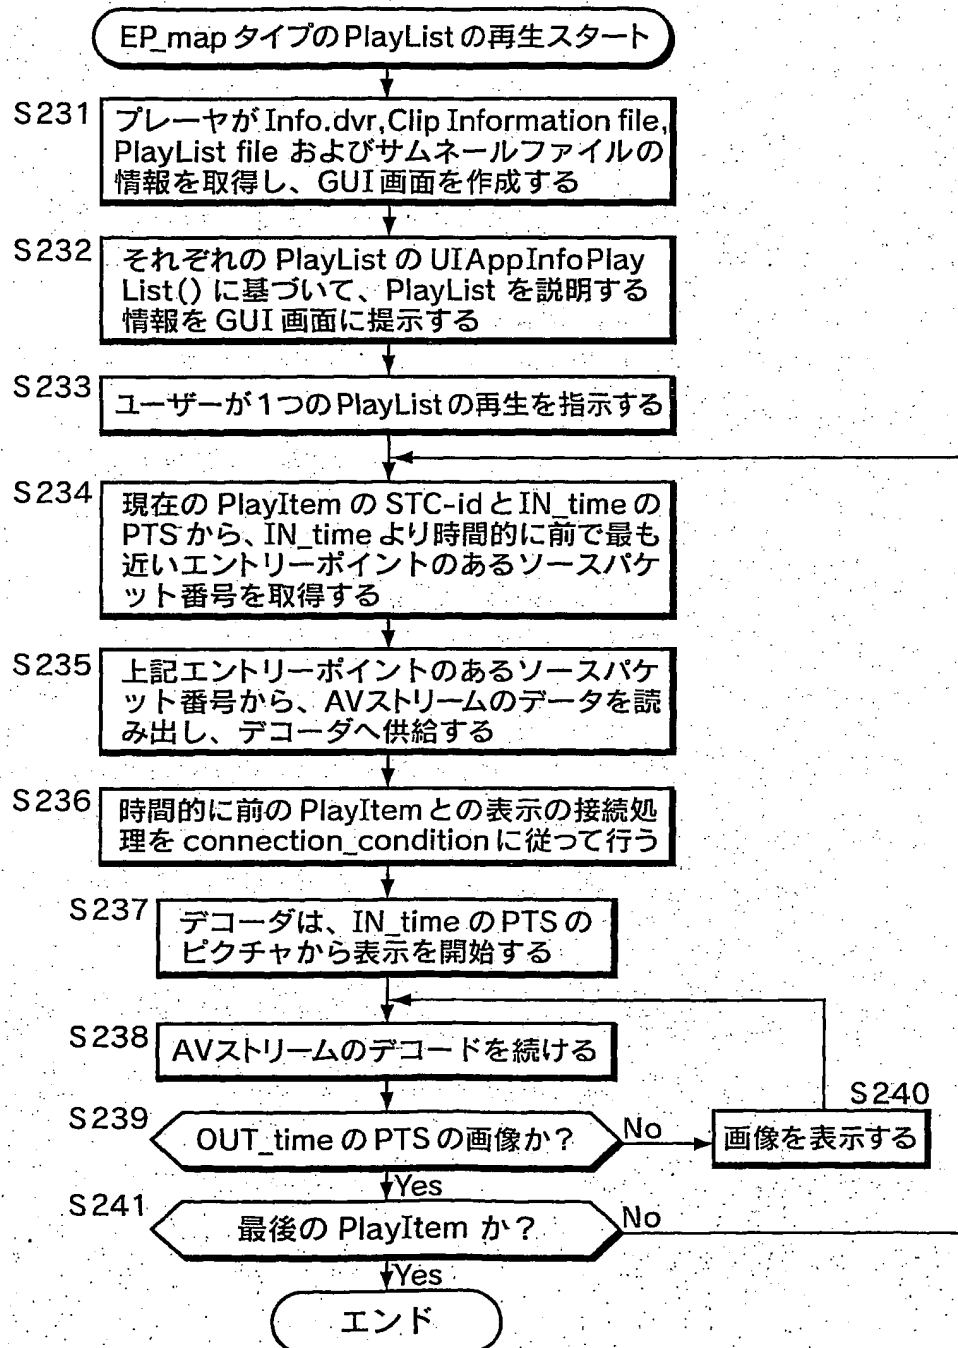 EP_map タイプの PlayList の再生スタート
S231
プレーヤが Info.dvr,Clip Information file,
PlayList file およびサムネールファイルの
情報を取得し、GUI 画面を作成する
S232
それぞれの PlayList の UIAppInfoPlay
List() に基づいて、PlayList を説明する
情報を GUI 画面に提示する
S233
ユーザーが1つの PlayList の再生を指示する
S234
現在の PlayItem の STC-id と IN_time の
PTS から、IN_time より時間的に前で最も
近いエントリーポイントのあるソースパケ
ット番号を取得する
S235
上記エントリーポイントのあるソースパケ
ット番号から、AVストリームのデータを読
み出し、デコーダへ供給する
S236
時間的に前の PlayItem との表示の接続処
理を connection_condition に従つて行う
S237
デコーダは、IN_time の PTS の
ピクチャから表示を開始する
S238
AVストリームのデコードを続ける
S239
OUT_time の PTS の画像か？
No
S240
画像を表示する
Yes
S241
最後の PlayItem か？
No
Yes
エンド